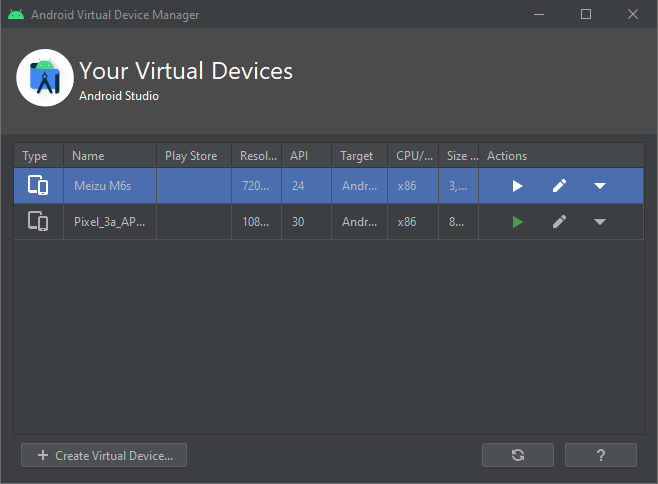 Android Virtual Device Manager
Your Virtual Devices
Android Studio
Type Name Play Store Resol... API Target CPU/... Size ... Actions
Meizu M6s 720... 24 Andr... x86 3,...
Pixel_3a_AP... 108... 30 Andr... x86 8...
+ Create Virtual Device... ?